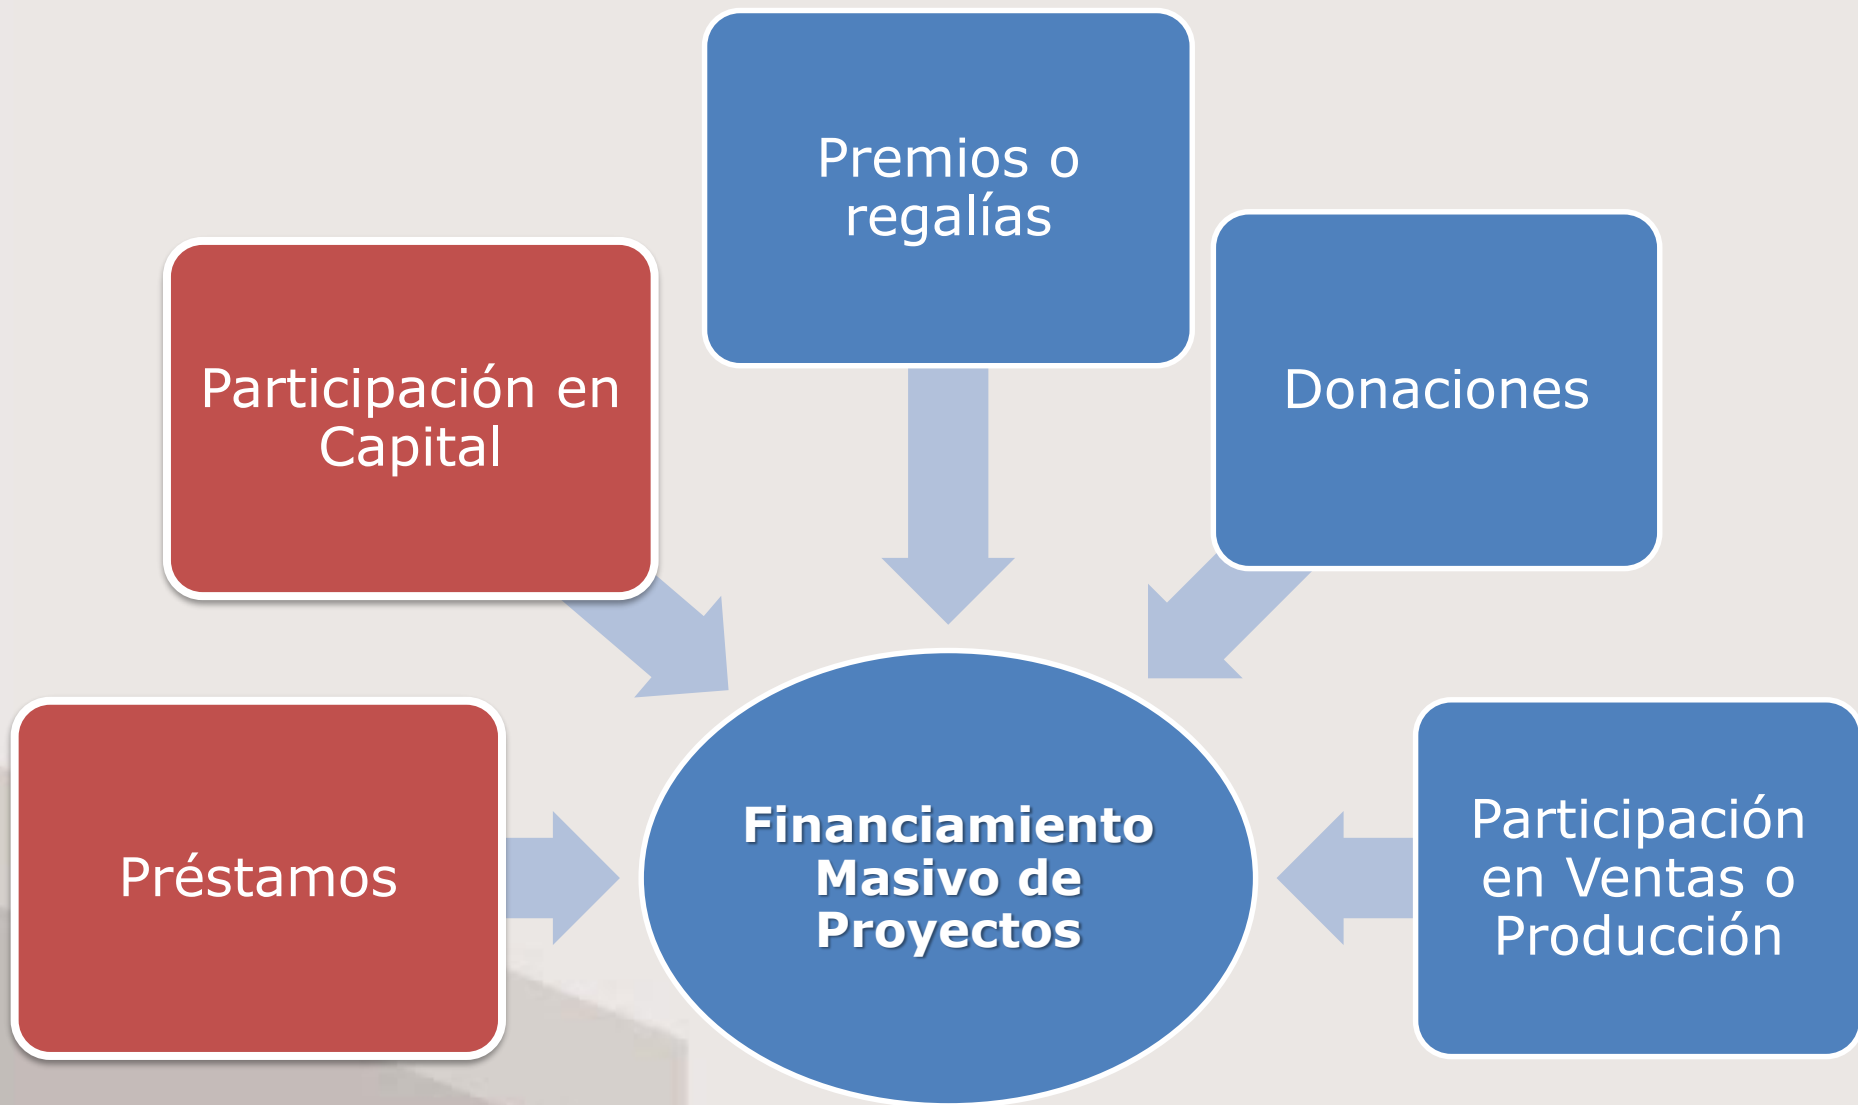 Premios o
regalías
Participación en
Capital
Donaciones
Préstamos
Financiamiento
Masivo de
Proyectos
Participación
en Ventas o
Producción